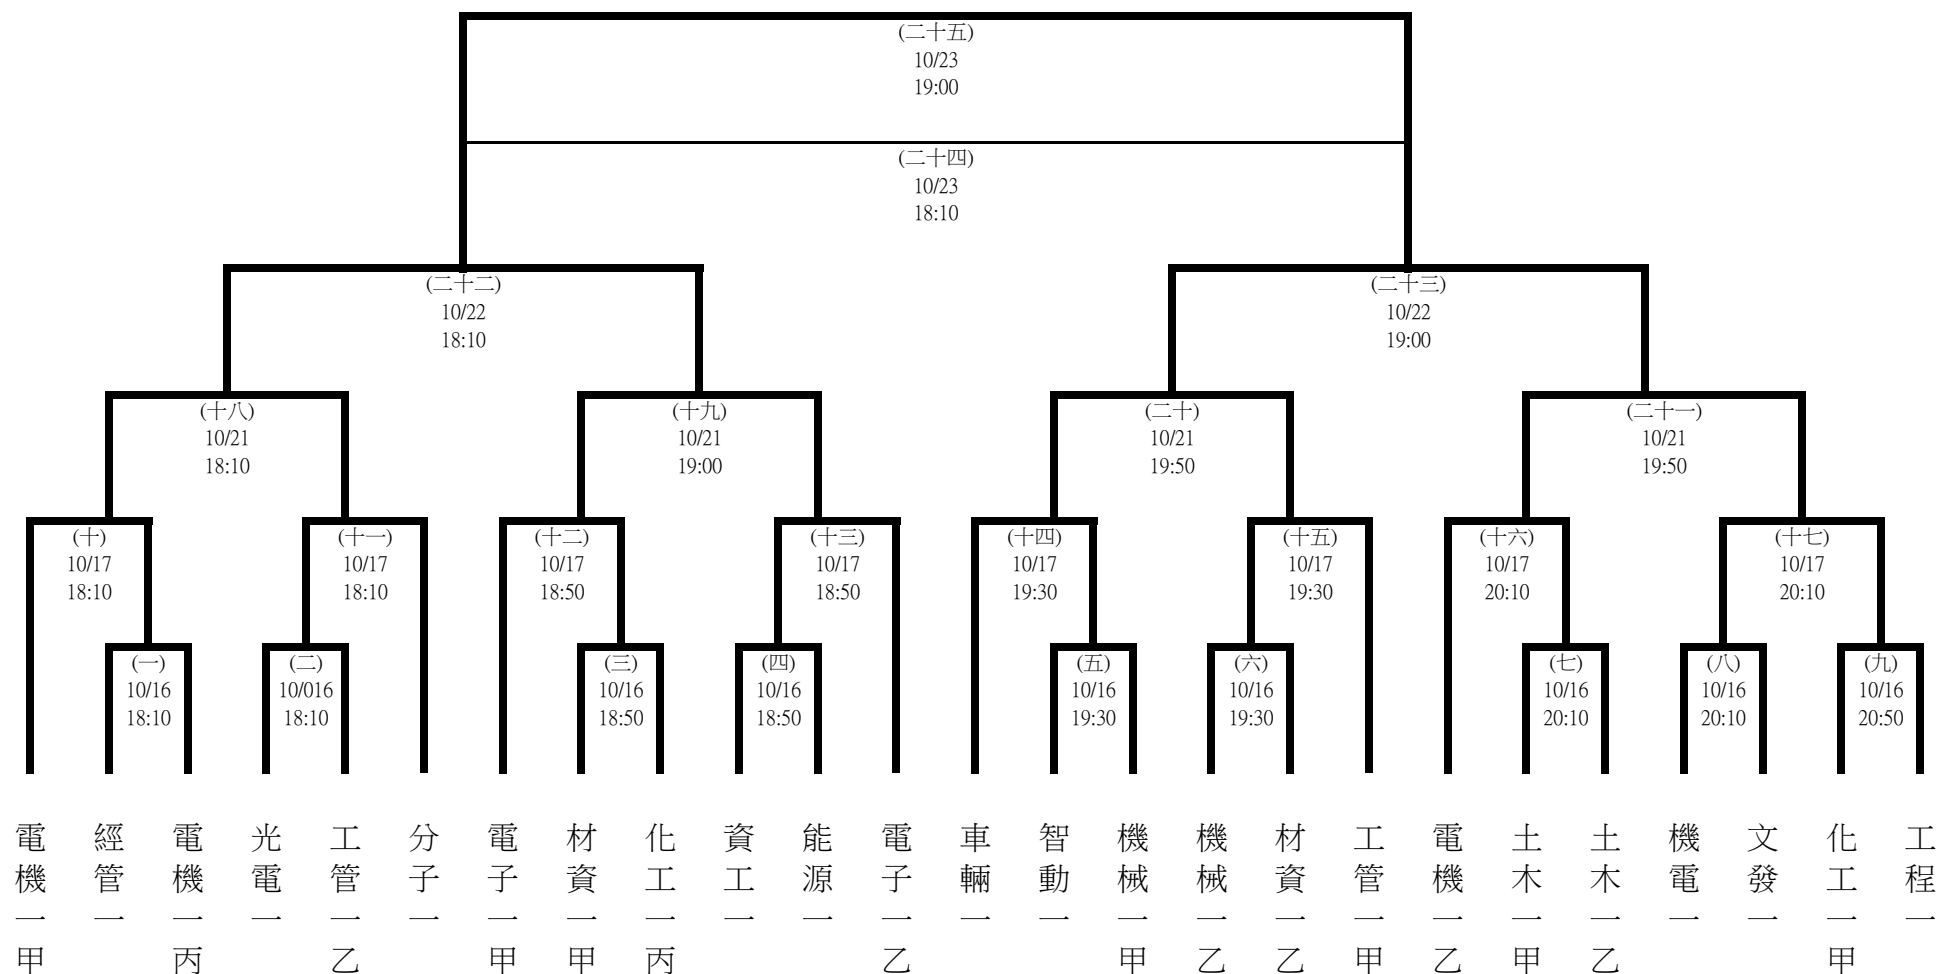 (二十五)
10/23
19:00
(二十四)
10/23
18:10
(二十二)
10/22
18:10
(二十三)
10/22
19:00
(十八)
10/21
18:10
(十九)
10/21
19:00
(二十)
10/21
19:50
(二十一)
10/21
19:50
(十)
10/17
18:10
(十一)
10/17
18:10
(十二)
10/17
18:50
(十三)
10/17
18:50
(十四)
10/17
19:30
(十五)
10/17
19:30
(十六)
10/17
20:10
(十七)
10/17
20:10
(一)
10/16
18:10
(二)
10/016
18:10
(三)
10/16
18:50
(四)
10/16
18:50
(五)
10/16
19:30
(六)
10/16
19:30
(七)
10/16
20:10
(八)
10/16
20:10
(九)
10/16
20:50
電機一甲
經管一
電機一丙
光電一
工管一乙
分子一
電子一甲
材資一甲
化工一丙
資工一
能源一
電子一乙
車輛一
智動一
機械一甲
機械一乙
材資一乙
工管一甲
電機一乙
土木一甲
土木一乙
機電一
文發一
化工一甲
工程一